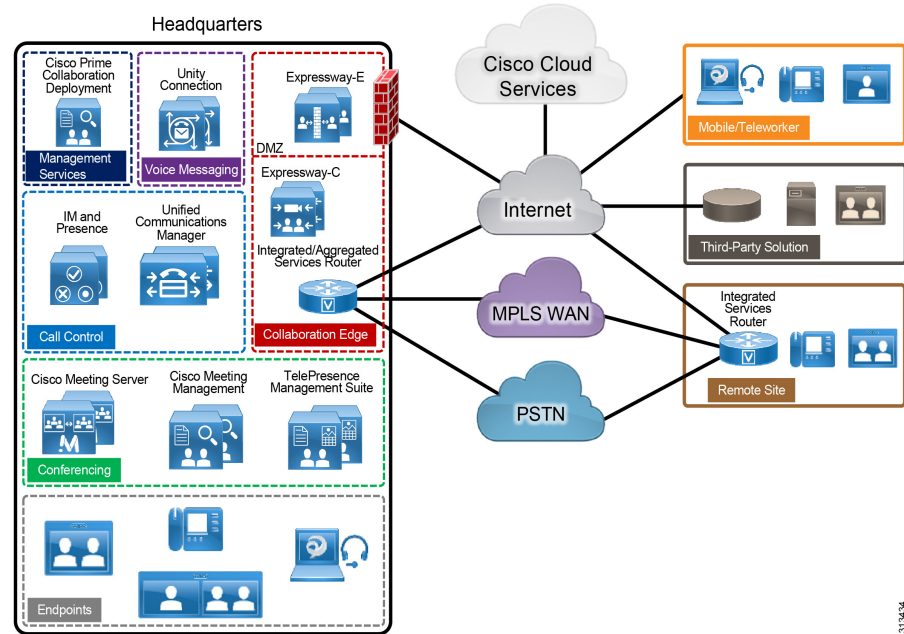 Headquarters
Cisco Prime
Collaboration
Deployment
Management
Services
Unity
Connection
Voice Messaging
Expressway-E
DMZ
Expressway-C
Integrated/Aggregated
Services Router
V
Collaboration Edge
IM and
Presence
Unified
Communications
Manager
Call Control
Cisco Meeting Server
M
Cisco Meeting
Management
TelePresence
Management Suite
Conferencing
Endpoints
Cisco Cloud
Services
Internet
MPLS WAN
PSTN
Mobile/Teleworker
Third-Party Solution
Integrated
Services
Router
V
Remote Site
313434